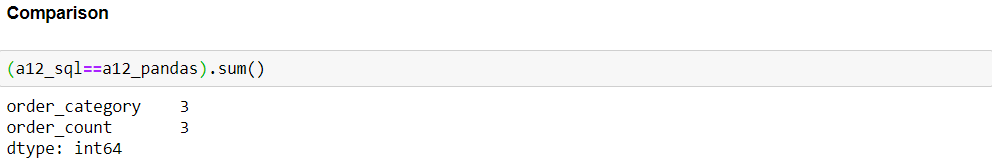 Comparison
(a12_sql==a12_pandas).sum()
order_category    3
order_count       3
dtype: int64